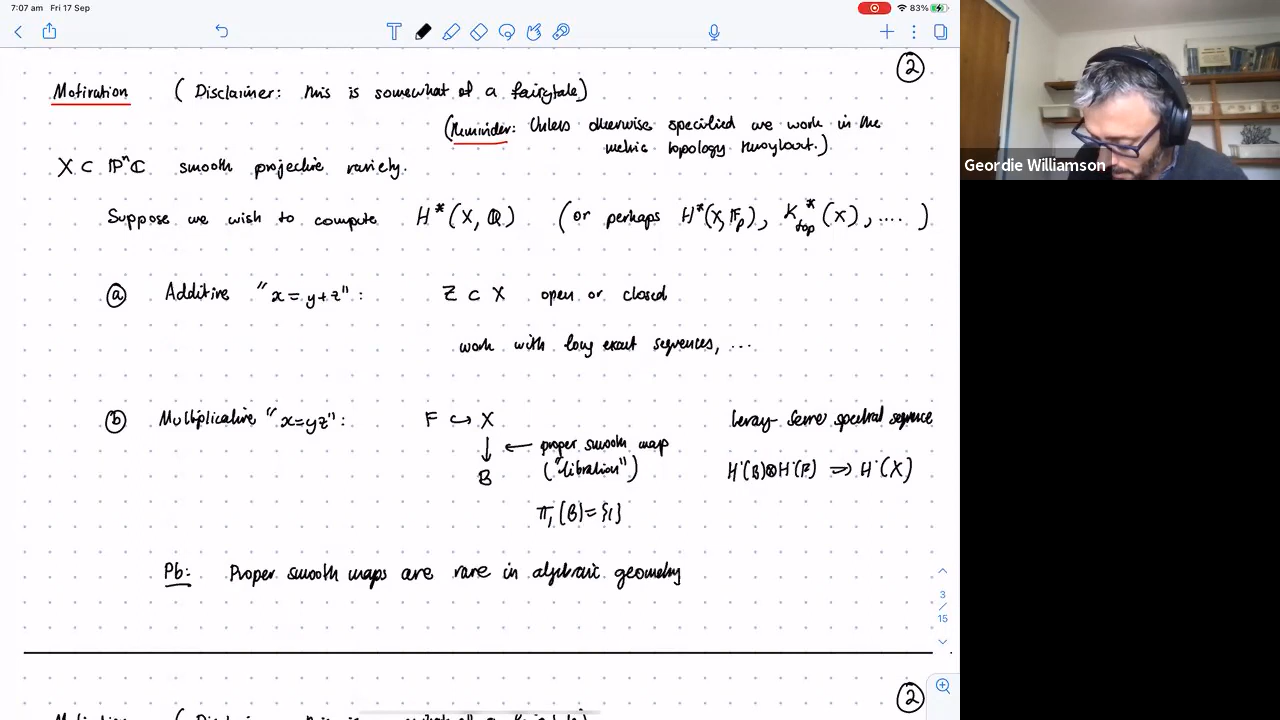 7:07 am Fri 17 Sep
83%
②
Motivation (Disclaimer: this is somewhat of a fairytale)
(Reminder: Unless otherwise specified we work in the
metric topology throughout.)
X ⊂ ℙⁿℂ smooth projective variety.
Suppose we wish to compute H*(X, ℚ) (or perhaps H*(X, 𝔽p), K*top(X), ....)
ⓐ Additive "x = y+z": Z ⊂ X open or closed
work with long exact sequences, ...
ⓑ Multiplicative "x=yz": F ↪ X Leray-Serre spectral sequence
↓ ← proper smooth map
("fibration")
B H˙(B)⊗H˙(F) ⇒ H˙(X)
π₁(B)={1}
Pb: Proper smooth maps are rare in algebraic geometry
3
/
15
②
Geordie Williamson